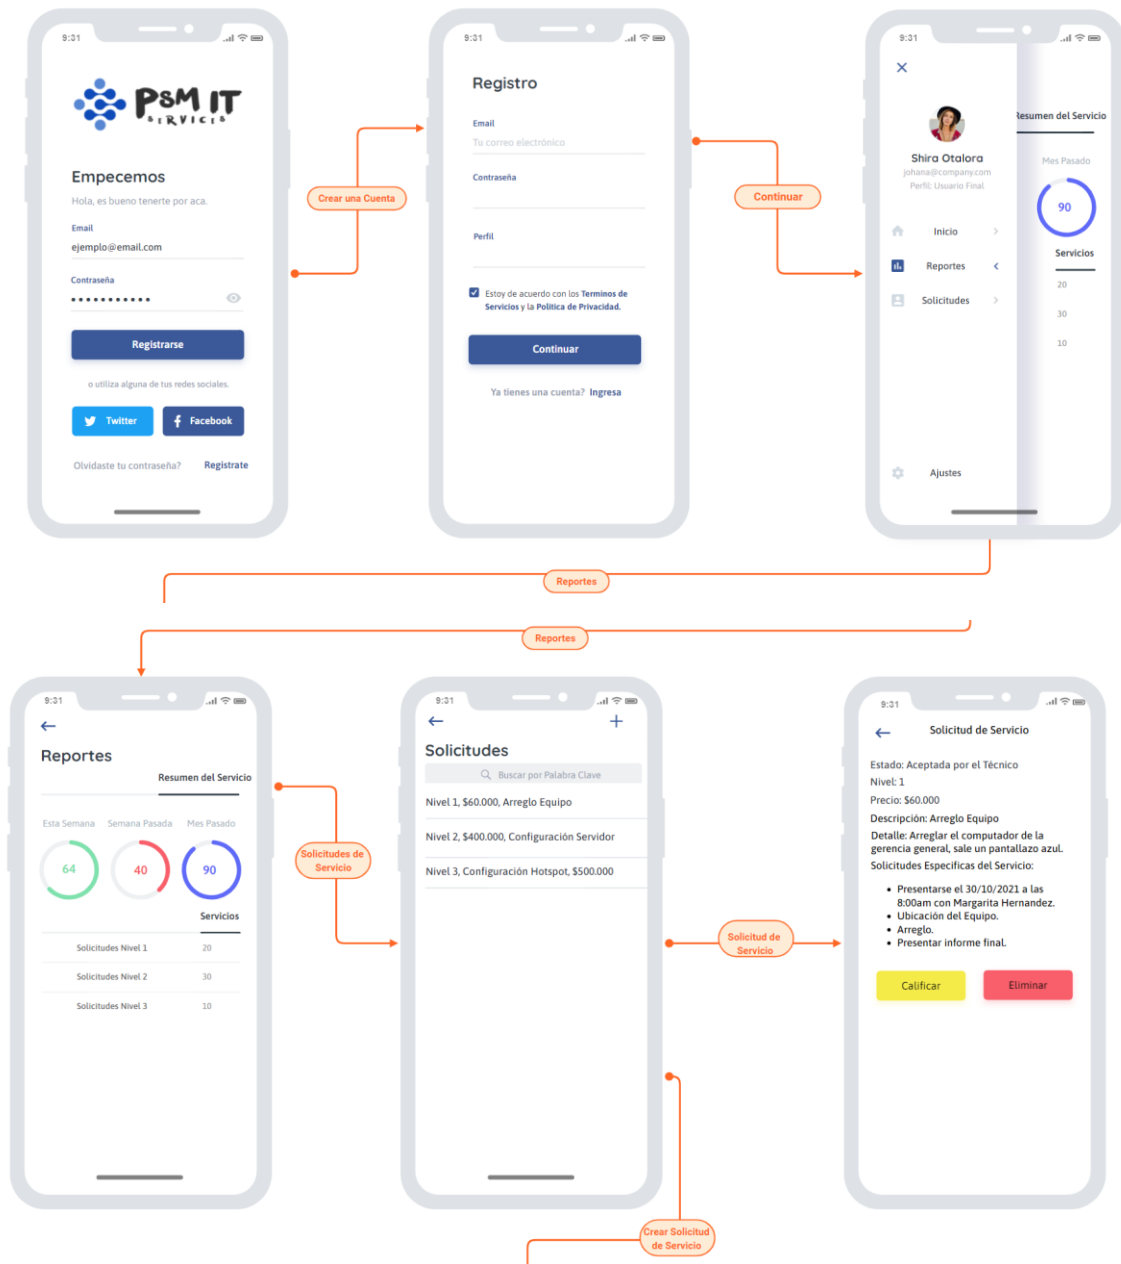 9:31
PSM IT
SERVICES
Empecemos
Hola, es bueno tenerte por aca.
Email
ejemplo@email.com
Contraseña
Registrarse
o utiliza alguna de tus redes sociales.
Twitter
Facebook
Olvidaste tu contraseña?
Registrate
Crear una Cuenta
9:31
Registro
Email
Tu correo electrónico
Contraseña
Perfil
Estoy de acuerdo con los Terminos de
Servicios y la Politica de Privacidad.
Continuar
Ya tienes una cuenta? Ingresa
Continuar
9:31
Shira Otalora
johana@company.com
Perfil: Usuario Final
Inicio
Reportes
Solicitudes
Ajustes
Resumen del Servicio
Mes Pasado
90
Servicios
20
30
10
Reportes
Reportes
9:31
Reportes
Resumen del Servicio
Esta Semana
Semana Pasada
Mes Pasado
64
40
90
Servicios
Solicitudes Nivel 1
20
Solicitudes Nivel 2
30
Solicitudes Nivel 3
10
Solicitudes de
Servicio
9:31
Solicitudes
Buscar por Palabra Clave
Nivel 1, $60.000, Arreglo Equipo
Nivel 2, $400.000, Configuración Servidor
Nivel 3, Configuración Hotspot, $500.000
Solicitud de
Servicio
9:31
Solicitud de Servicio
Estado: Aceptada por el Técnico
Nivel: 1
Precio: $60.000
Descripción: Arreglo Equipo
Detalle: Arreglar el computador de la
gerencia general, sale un pantallazo azul.
Solicitudes Especificas del Servicio:
• Presentarse el 30/10/2021 a las
8:00am con Margarita Hernandez.
• Ubicación del Equipo.
• Arreglo.
• Presentar informe final.
Calificar
Eliminar
Crear Solicitud
de Servicio